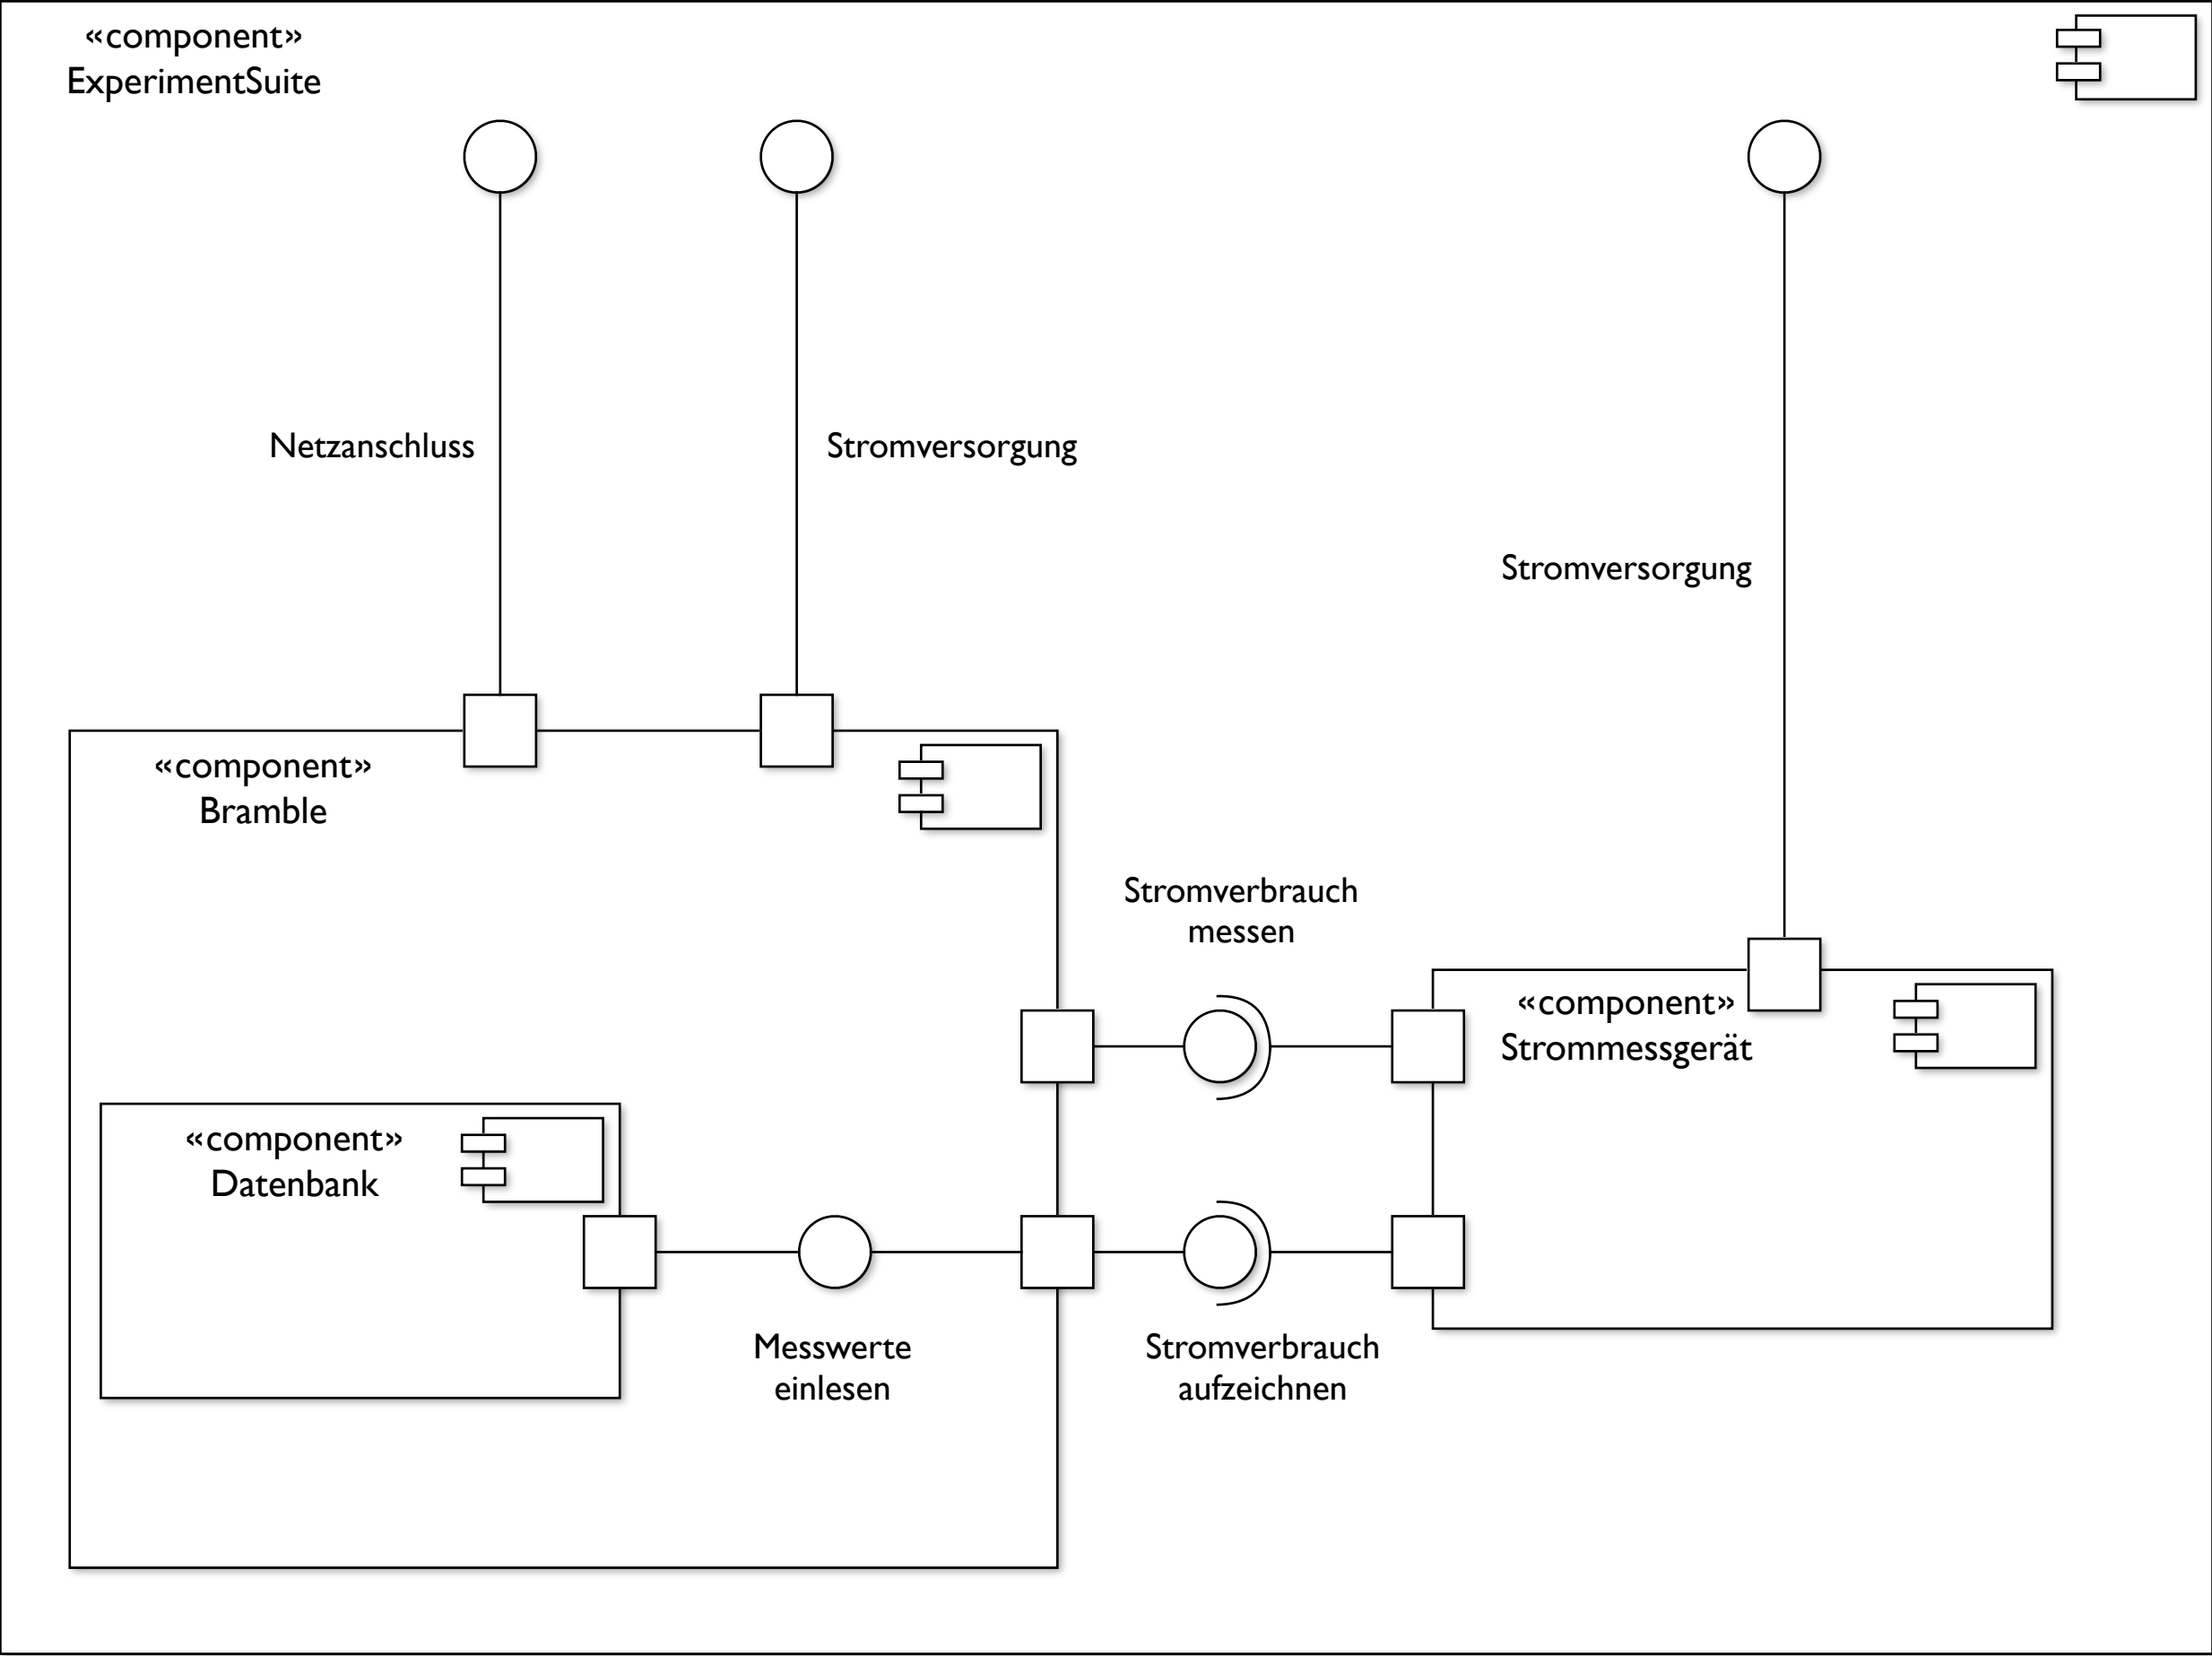 «component»
ExperimentSuite
Netzanschluss
Stromversorgung
Stromversorgung
«component»
Bramble
Stromverbrauch
messen
«component»
Strommessgerät
«component»
Datenbank
Messwerte
einlesen
Stromverbrauch
aufzeichnen